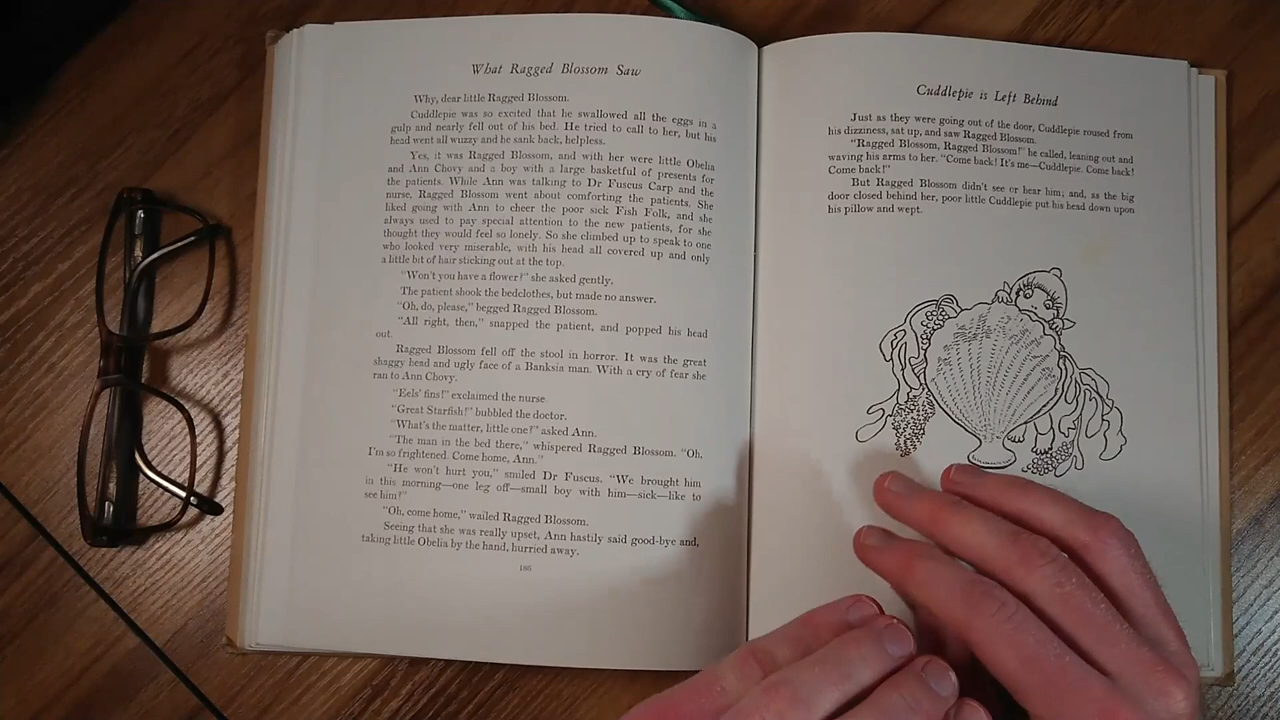 What Ragged Blossom Saw
Why, dear little Ragged Blossom.
Cuddlepie was so excited that he swallowed all the eggs in a
gulp and nearly fell out of his bed. He tried to call to her, but his
head went all wuzzy and he sank back, helpless.
Yes, it was Ragged Blossom, and with her were little Obelia
and Ann Chovy and a boy with a large basketful of presents for
the patients. While Ann was talking to Dr Fuscus Carp and the
nurse, Ragged Blossom went about comforting the patients. She
liked going with Ann to cheer the poor sick Fish Folk, and she
always used to pay special attention to the new patients, for she
thought they would feel so lonely. So she climbed up to speak to one
who looked very miserable, with his head all covered up and only
a little bit of hair sticking out at the top.
"Won't you have a flower?" she asked gently.
The patient shook the bedclothes, but made no answer.
"Oh, do, please," begged Ragged Blossom.
"All right, then," snapped the patient, and popped his head
out.
Ragged Blossom fell off the stool in horror. It was the great
shaggy head and ugly face of a Banksia man. With a cry of fear she
ran to Ann Chovy.
"Eels' fins!" exclaimed the nurse
"Great Starfish!" bubbled the doctor.
"What's the matter, little one?" asked Ann.
"The man in the bed there," whispered Ragged Blossom. "Oh,
I'm so frightened. Come home, Ann."
"He won't hurt you," smiled Dr Fuscus. "We brought him
in this morning—one leg off—small boy with him—sick—like to
see him?"
"Oh, come home," wailed Ragged Blossom.
Seeing that she was really upset, Ann hastily said good-bye and,
taking little Obelia by the hand, hurried away.
186
Cuddlepie is Left Behind
Just as they were going out of the door, Cuddlepie roused from
his dizziness, sat up, and saw Ragged Blossom.
"Ragged Blossom, Ragged Blossom!" he called, leaning out and
waving his arms to her. "Come back! It's me—Cuddlepie. Come back!
Come back!"
But Ragged Blossom didn't see or hear him; and, as the big
door closed behind her, poor little Cuddlepie put his head down upon
his pillow and wept.